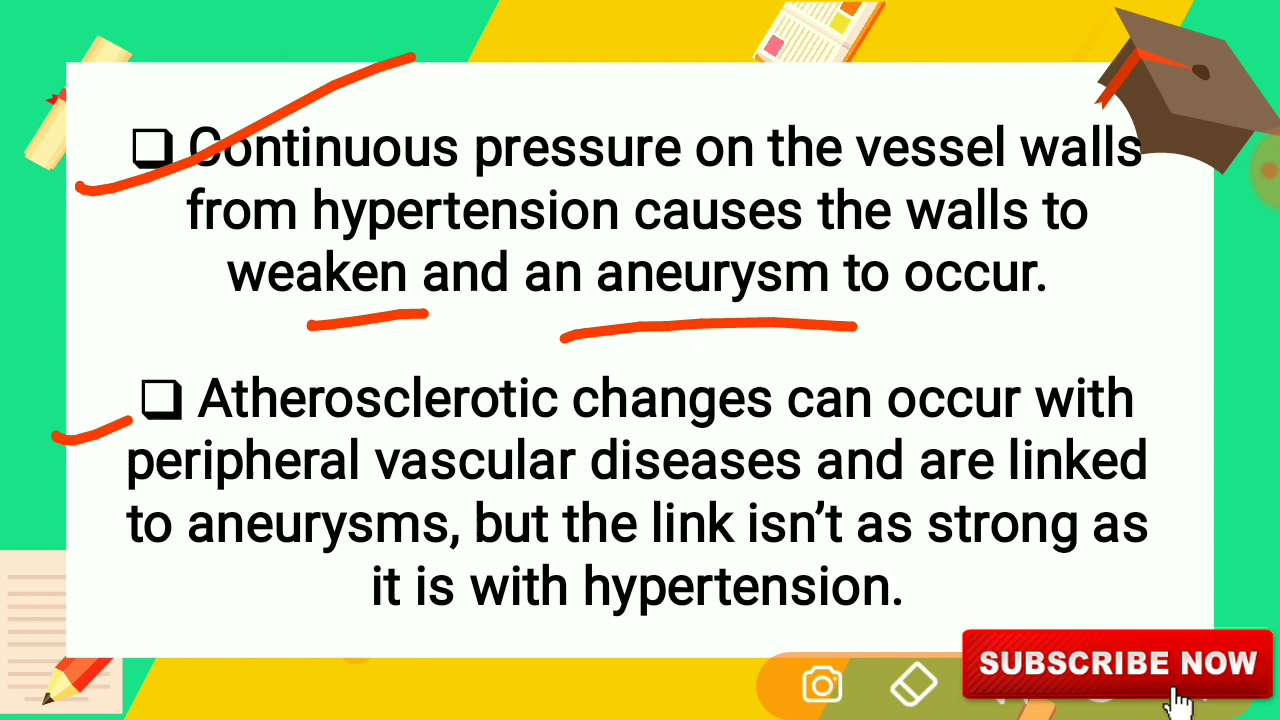 ❑ Continuous pressure on the vessel walls
from hypertension causes the walls to
weaken and an aneurysm to occur.
❑ Atherosclerotic changes can occur with
peripheral vascular diseases and are linked
to aneurysms, but the link isn’t as strong as
it is with hypertension.
SUBSCRIBE NOW